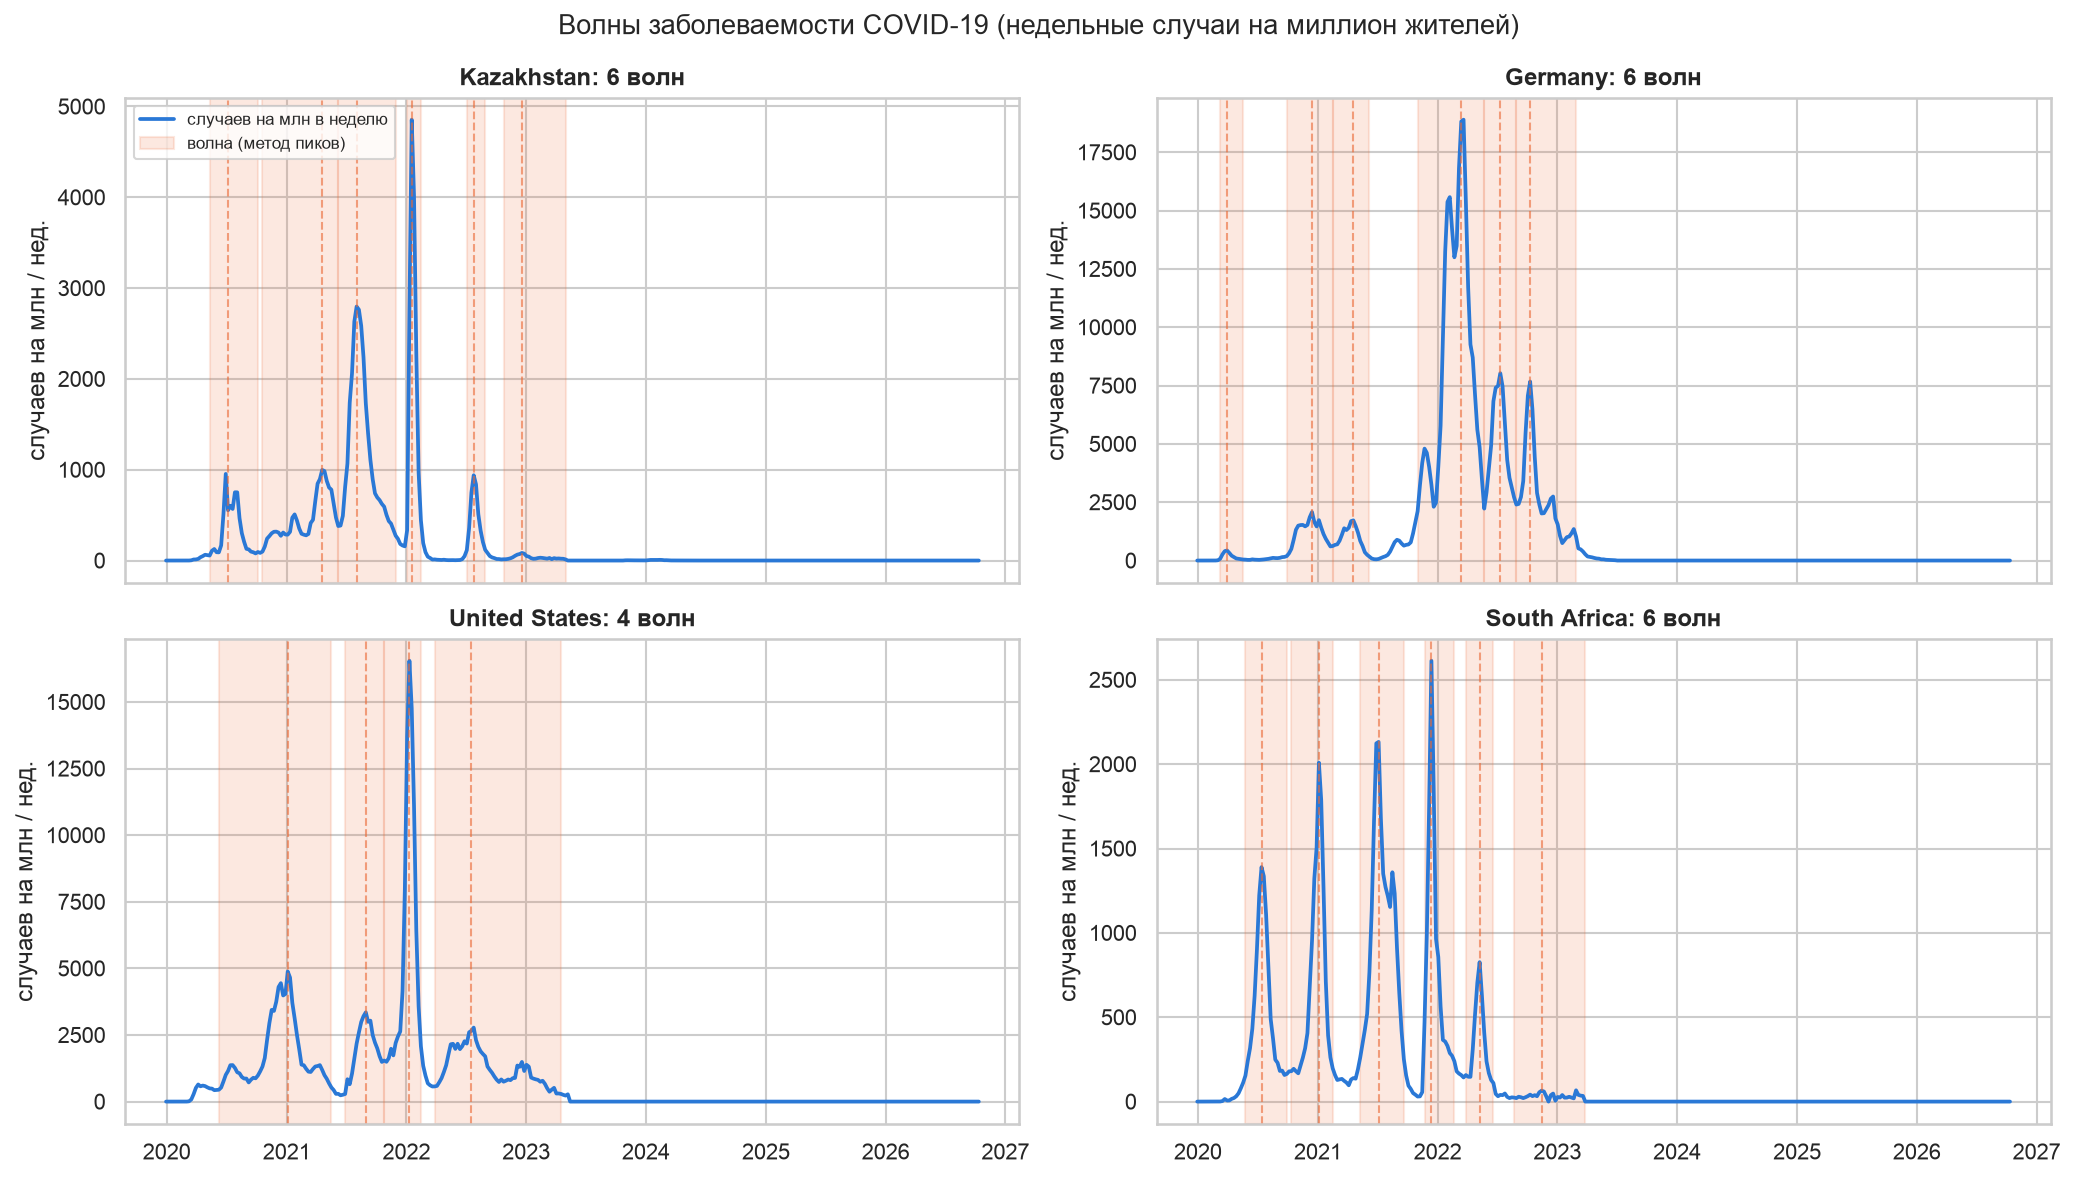 Волны заболеваемости COVID-19 (недельные случаи на миллион жителей)
Kazakhstan: 6 волн
случаев на млн / нед.
5000
4000
3000
2000
1000
0
случаев на млн в неделю
волна (метод пиков)
Germany: 6 волн
случаев на млн / нед.
17500
15000
12500
10000
7500
5000
2500
0
United States: 4 волн
случаев на млн / нед.
15000
12500
10000
7500
5000
2500
0
2020 2021 2022 2023 2024 2025 2026 2027
South Africa: 6 волн
случаев на млн / нед.
2500
2000
1500
1000
500
0
2020 2021 2022 2023 2024 2025 2026 2027